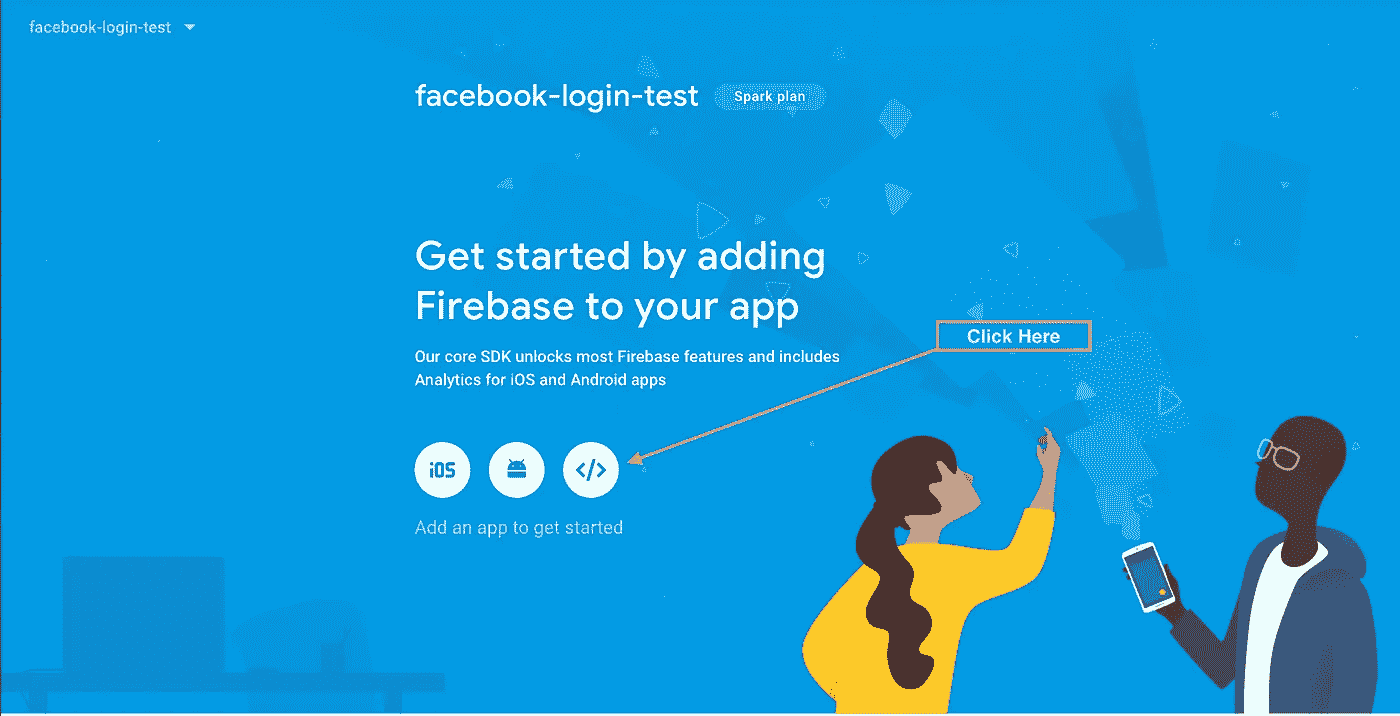 facebook-login-test
facebook-login-test Spark plan
Get started by adding
Firebase to your app
Click Here
Our core SDK unlocks most Firebase features and includes
Analytics for iOS and Android apps
iOS </>
Add an app to get started